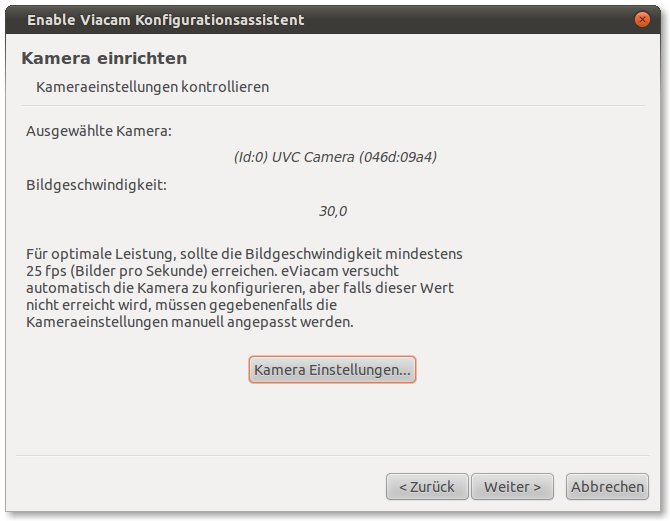 Enable Viacam Konfigurationsassistent
Kamera einrichten
Kameraeinstellungen kontrollieren
Ausgewählte Kamera:
(Id:0) UVC Camera (046d:09a4)
Bildgeschwindigkeit:
30,0
Für optimale Leistung, sollte die Bildgeschwindigkeit mindestens
25 fps (Bilder pro Sekunde) erreichen. eViacam versucht
automatisch die Kamera zu konfigurieren, aber falls dieser Wert
nicht erreicht wird, müssen gegebenenfalls die
Kameraeinstellungen manuell angepasst werden.
Kamera Einstellungen...
< Zurück Weiter > Abbrechen